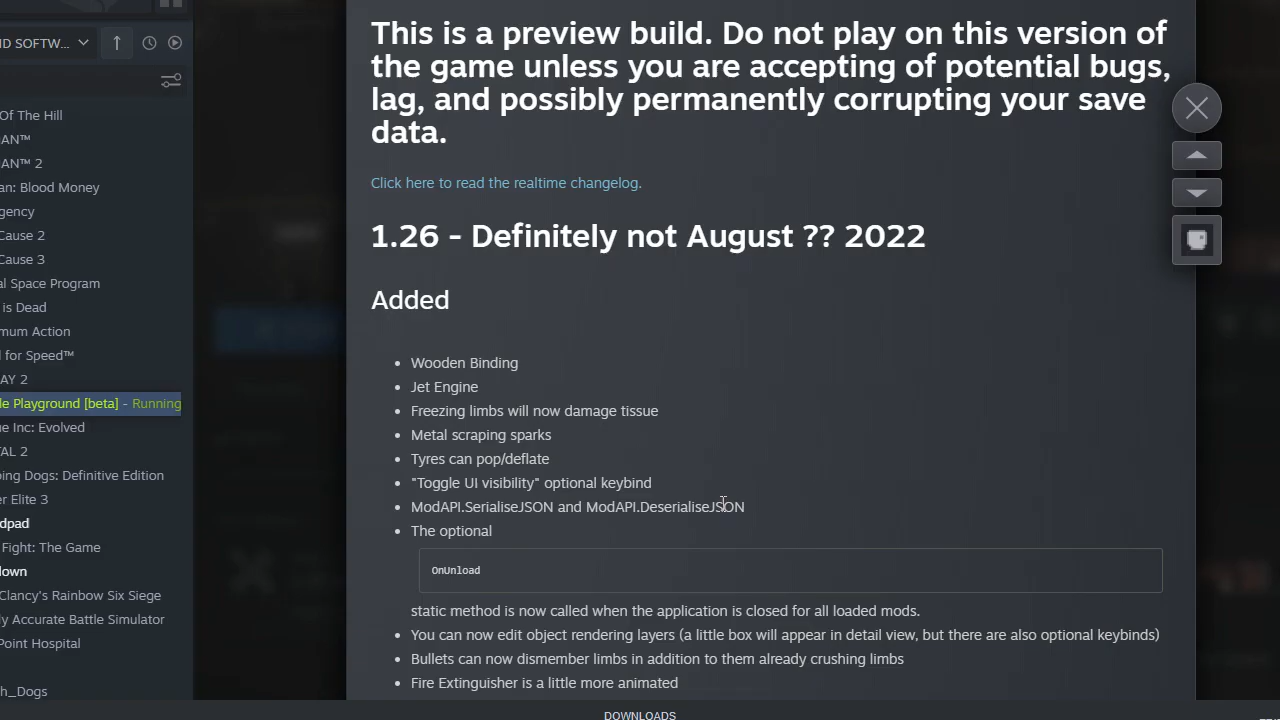 ND SOFTW...
Of The Hill
AN™
AN™ 2
an: Blood Money
gency
Cause 2
Cause 3
al Space Program
is Dead
mum Action
d for Speed™
AY 2
le Playground [beta] - Running
ue Inc: Evolved
TAL 2
ping Dogs: Definitive Edition
er Elite 3
dpad
Fight: The Game
down
Clancy's Rainbow Six Siege
ly Accurate Battle Simulator
Point Hospital
h_Dogs
This is a preview build. Do not play on this version of
the game unless you are accepting of potential bugs,
lag, and possibly permanently corrupting your save
data.
Click here to read the realtime changelog.
1.26 - Definitely not August ?? 2022
Added
Wooden Binding
Jet Engine
Freezing limbs will now damage tissue
Metal scraping sparks
Tyres can pop/deflate
"Toggle UI visibility" optional keybind
ModAPI.SerialiseJSON and ModAPI.DeserialiseJSON
The optional
OnUnload
static method is now called when the application is closed for all loaded mods.
You can now edit object rendering layers (a little box will appear in detail view, but there are also optional keybinds)
Bullets can now dismember limbs in addition to them already crushing limbs
Fire Extinguisher is a little more animated
DOWNLOADS